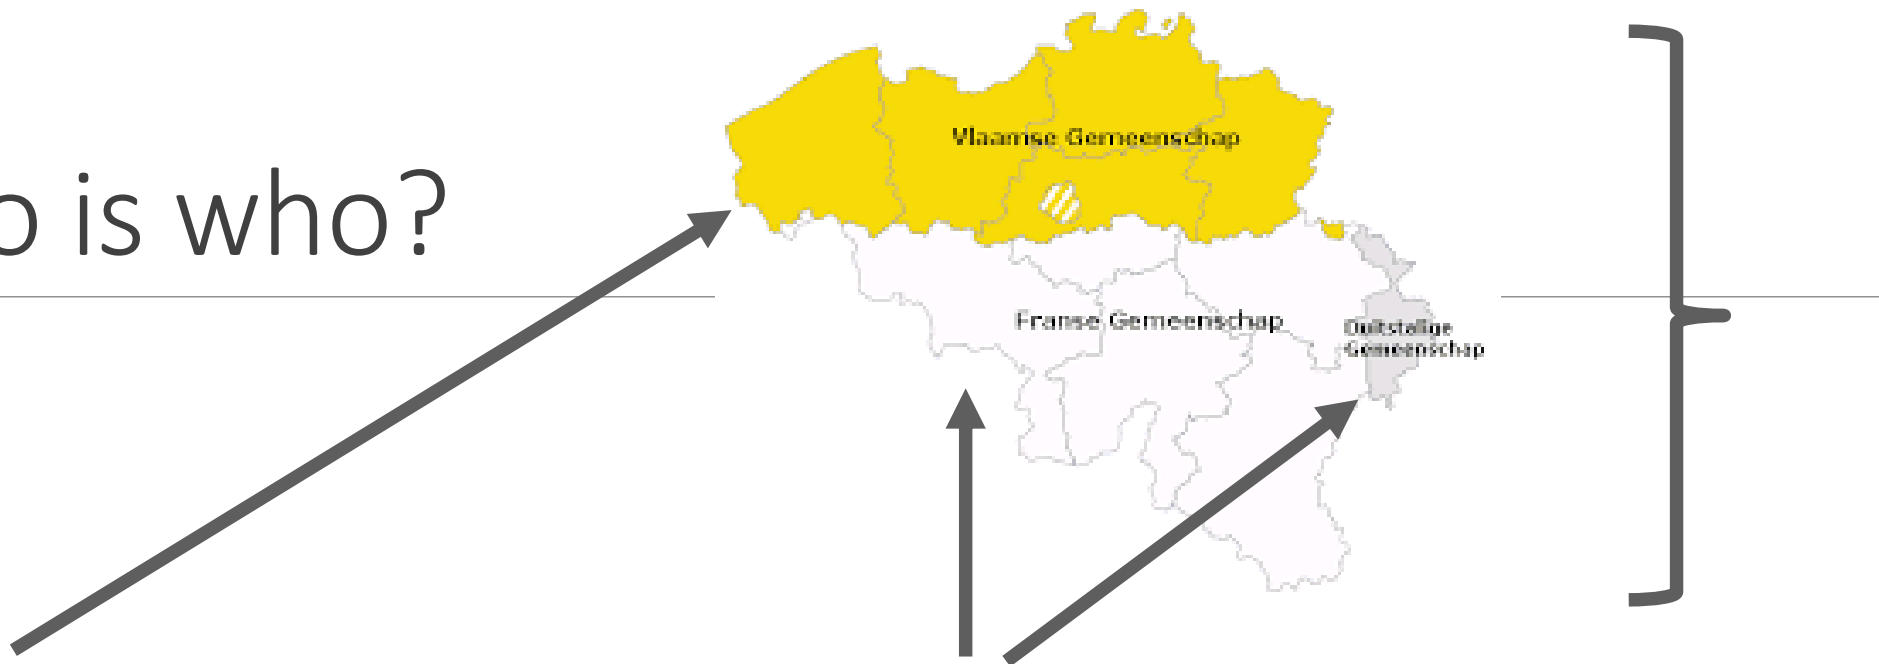 o is who?
Vlaamse Gemeenschap
Franse Gemeenschap
Duitstalige
Gemeenschap